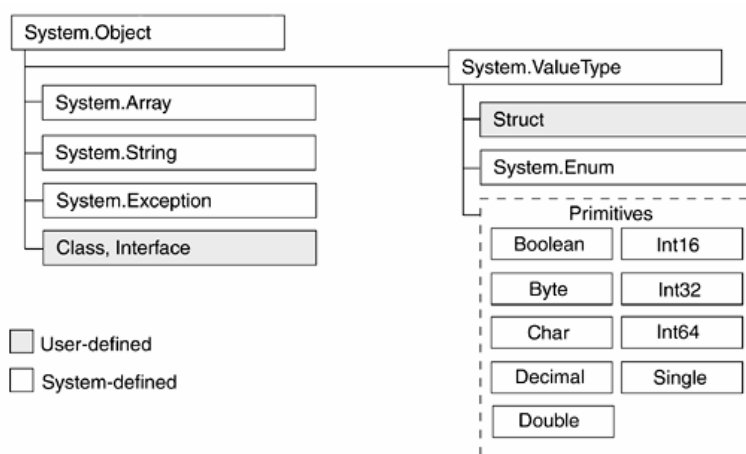 System.Object
System.ValueType
System.Array
Struct
System.String
System.Enum
System.Exception
Primitives
Class, Interface
Boolean
Int16
Byte
Int32
Char
Int64
Decimal
Single
Double
User-defined
System-defined